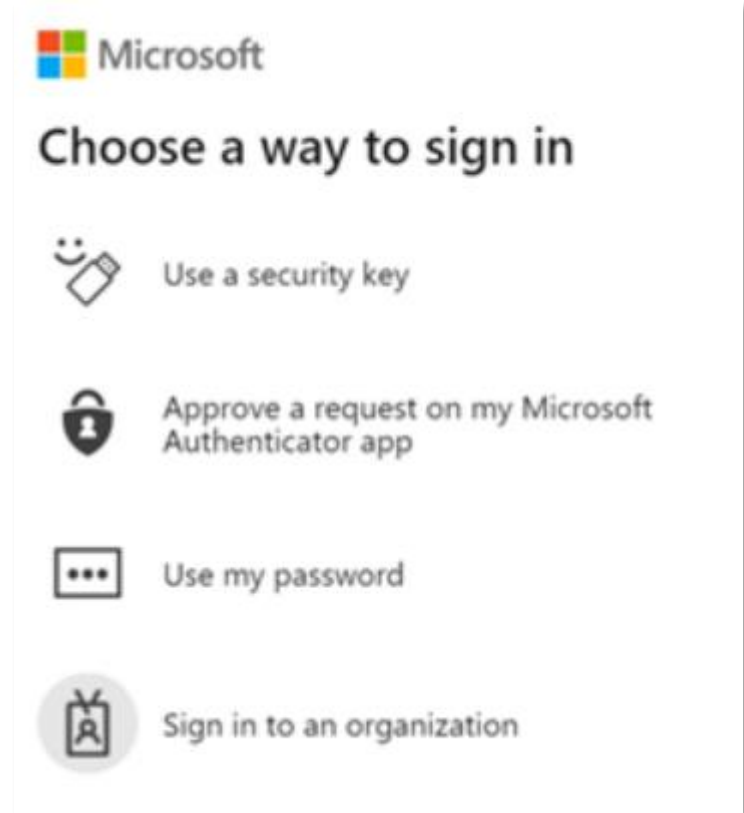 Microsoft
Choose a way to sign in
Use a security key
Approve a request on my Microsoft
Authenticator app
Use my password
Sign in to an organization